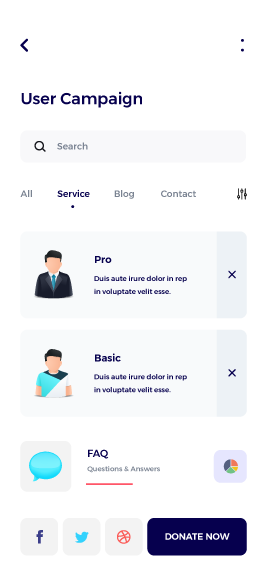 User Campaign
Search
All Service Blog Contact
Pro
Duis aute irure dolor in rep
in voluptate velit esse.
Basic
Duis aute irure dolor in rep
in voluptate velit esse.
FAQ
Questions & Answers
DONATE NOW